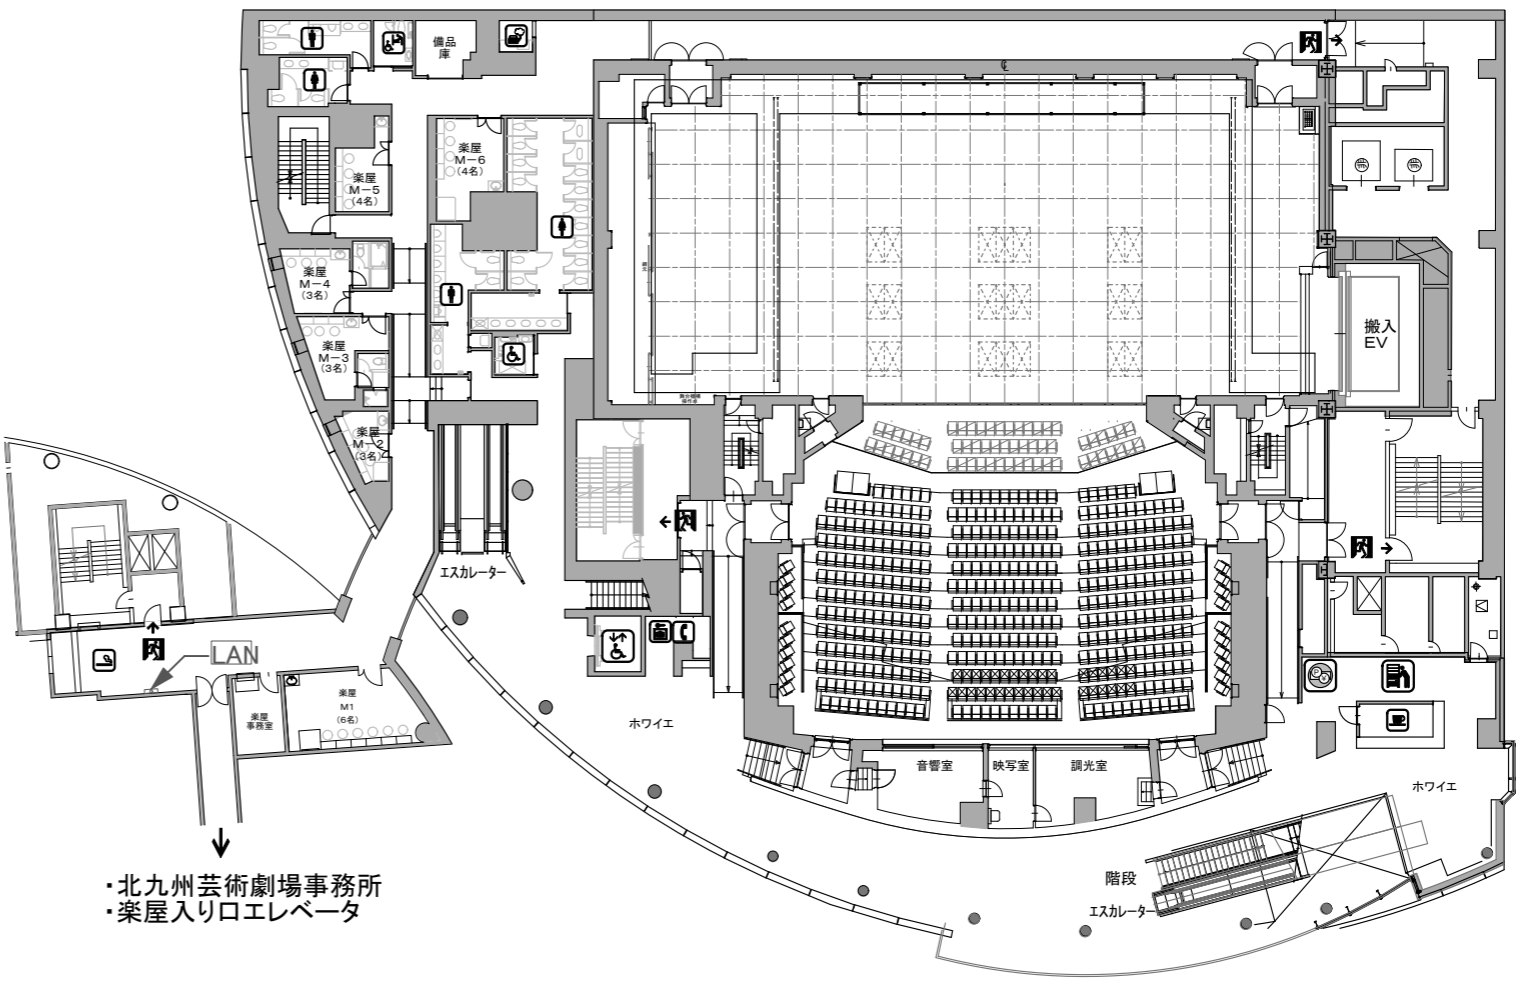 備品
庫
楽屋
M-6
(4名)
楽屋
M-5
(4名)
楽屋
M-4
(3名)
楽屋
M-3
(3名)
楽屋
M-2
(3名)
搬入
EV
エスカレーター
LAN
楽屋
M1
(6名)
楽屋
事務室
ホワイエ
音響室
映写室
調光室
ホワイエ
階段
エスカレーター
・北九州芸術劇場事務所
・楽屋入り口エレベータ